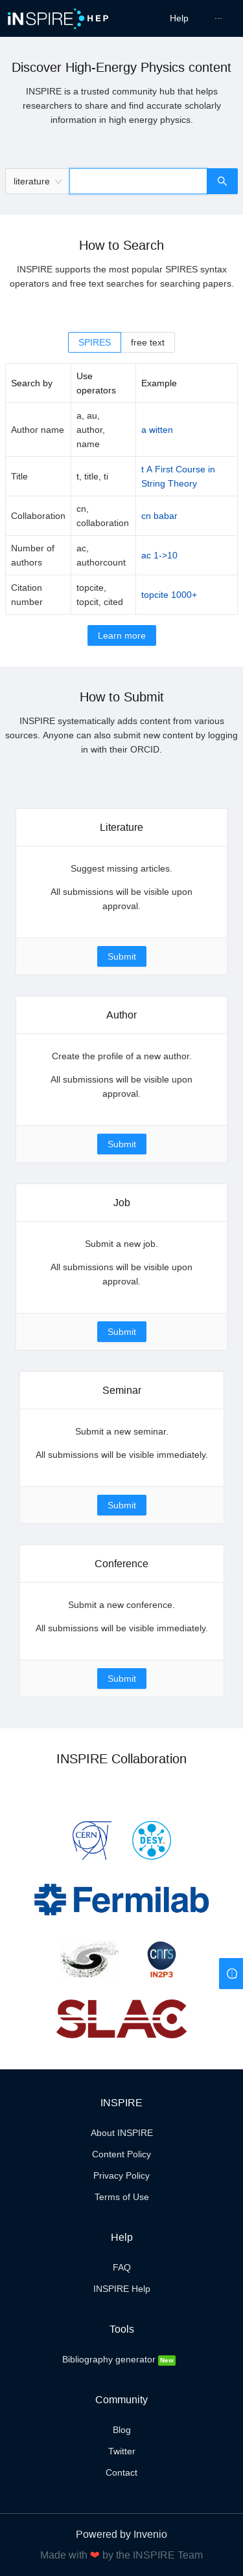 iNSPIRE HEP
Help
···
Discover High-Energy Physics content
INSPIRE is a trusted community hub that helps
researchers to share and find accurate scholarly
information in high energy physics.
literature
How to Search
INSPIRE supports the most popular SPIRES syntax
operators and free text searches for searching papers.
SPIRES free text
Search by Use operators Example
Author name a, au, author, name a witten
Title t, title, ti t A First Course in String Theory
Collaboration cn, collaboration cn babar
Number of authors ac, authorcount ac 1->10
Citation number topcite, topcit, cited topcite 1000+
Learn more
How to Submit
INSPIRE systematically adds content from various
sources. Anyone can also submit new content by logging
in with their ORCID.
Literature
Suggest missing articles.
All submissions will be visible upon
approval.
Submit
Author
Create the profile of a new author.
All submissions will be visible upon
approval.
Submit
Job
Submit a new job.
All submissions will be visible upon
approval.
Submit
Seminar
Submit a new seminar.
All submissions will be visible immediately.
Submit
Conference
Submit a new conference.
All submissions will be visible immediately.
Submit
INSPIRE Collaboration
CERN
DESY.
Fermilab
cnrs
IN2P3
SLAC
INSPIRE
About INSPIRE
Content Policy
Privacy Policy
Terms of Use
Help
FAQ
INSPIRE Help
Tools
Bibliography generator New
Community
Blog
Twitter
Contact
Powered by Invenio
Made with ❤ by the INSPIRE Team